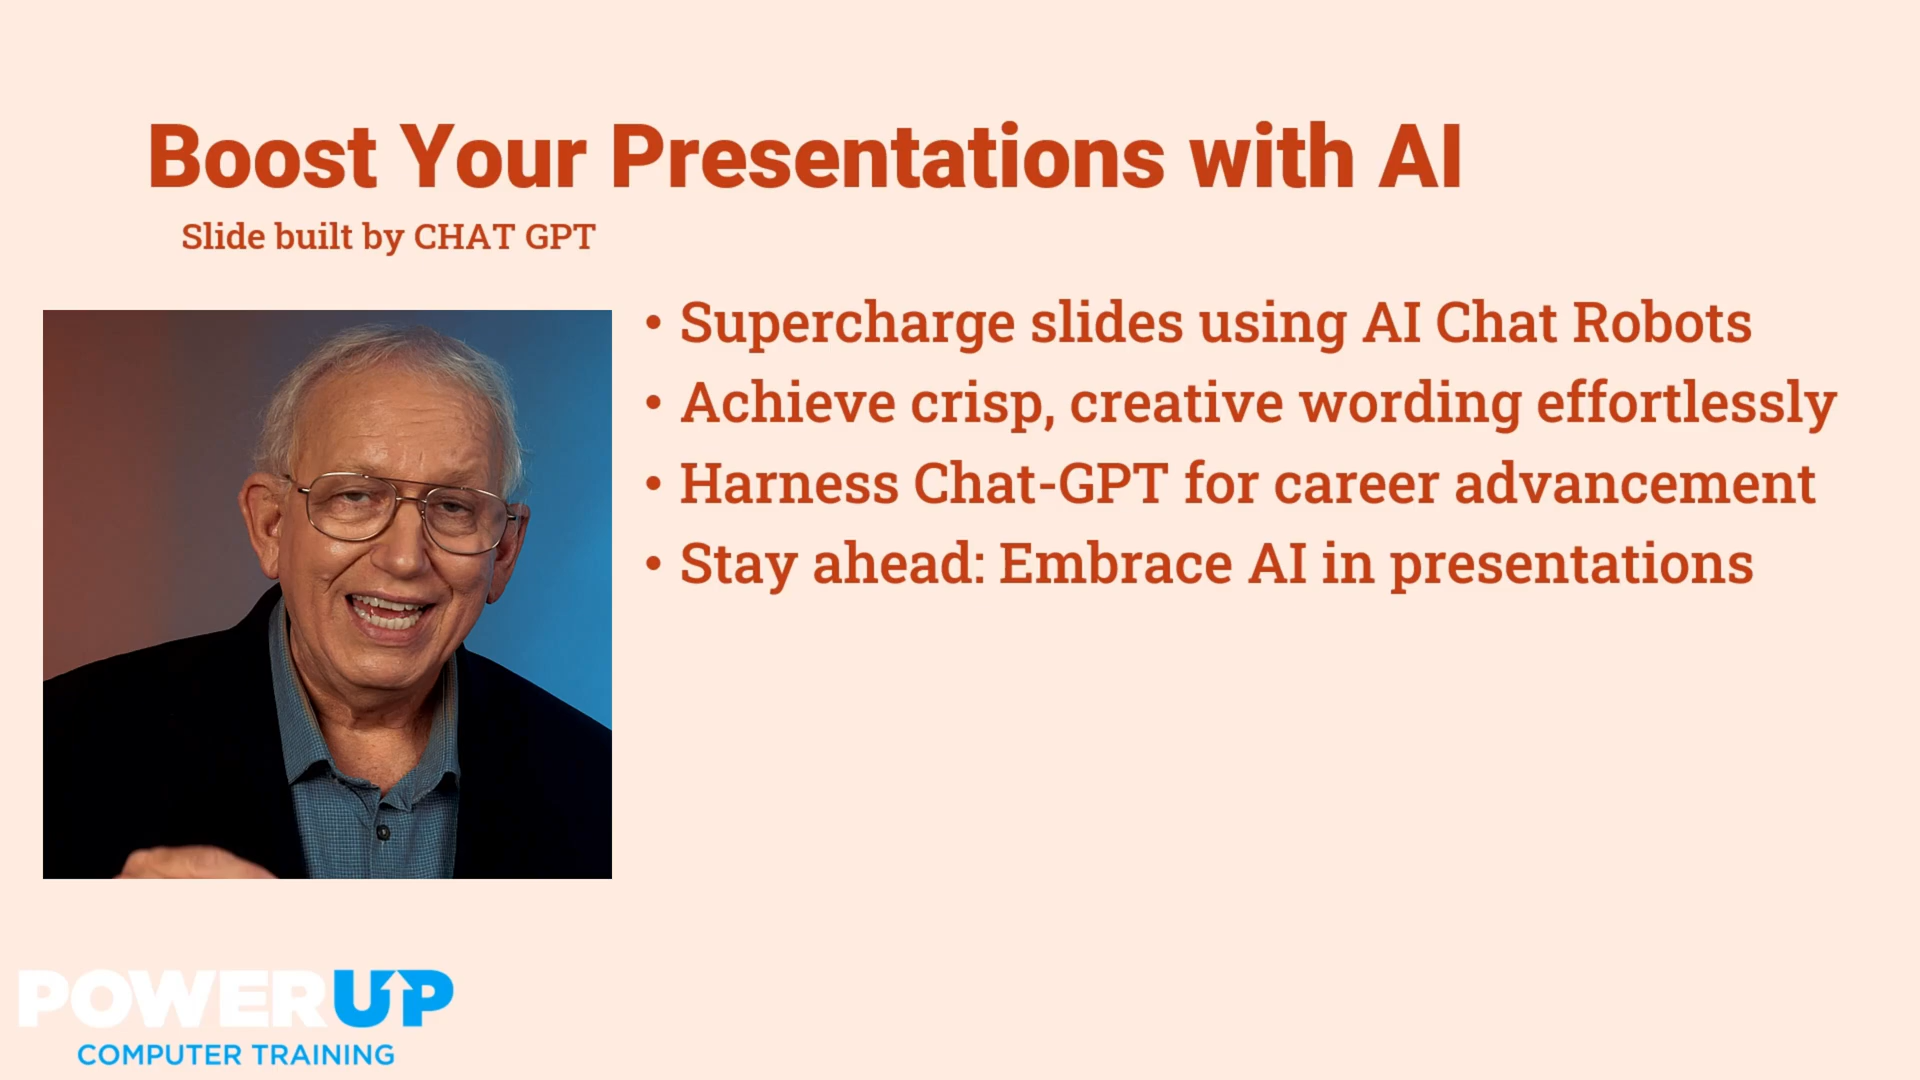 Boost Your Presentations with AI
Slide built by CHAT GPT
• Supercharge slides using AI Chat Robots
• Achieve crisp, creative wording effortlessly
• Harness Chat-GPT for career advancement
• Stay ahead: Embrace AI in presentations
POWERUP
COMPUTER TRAINING